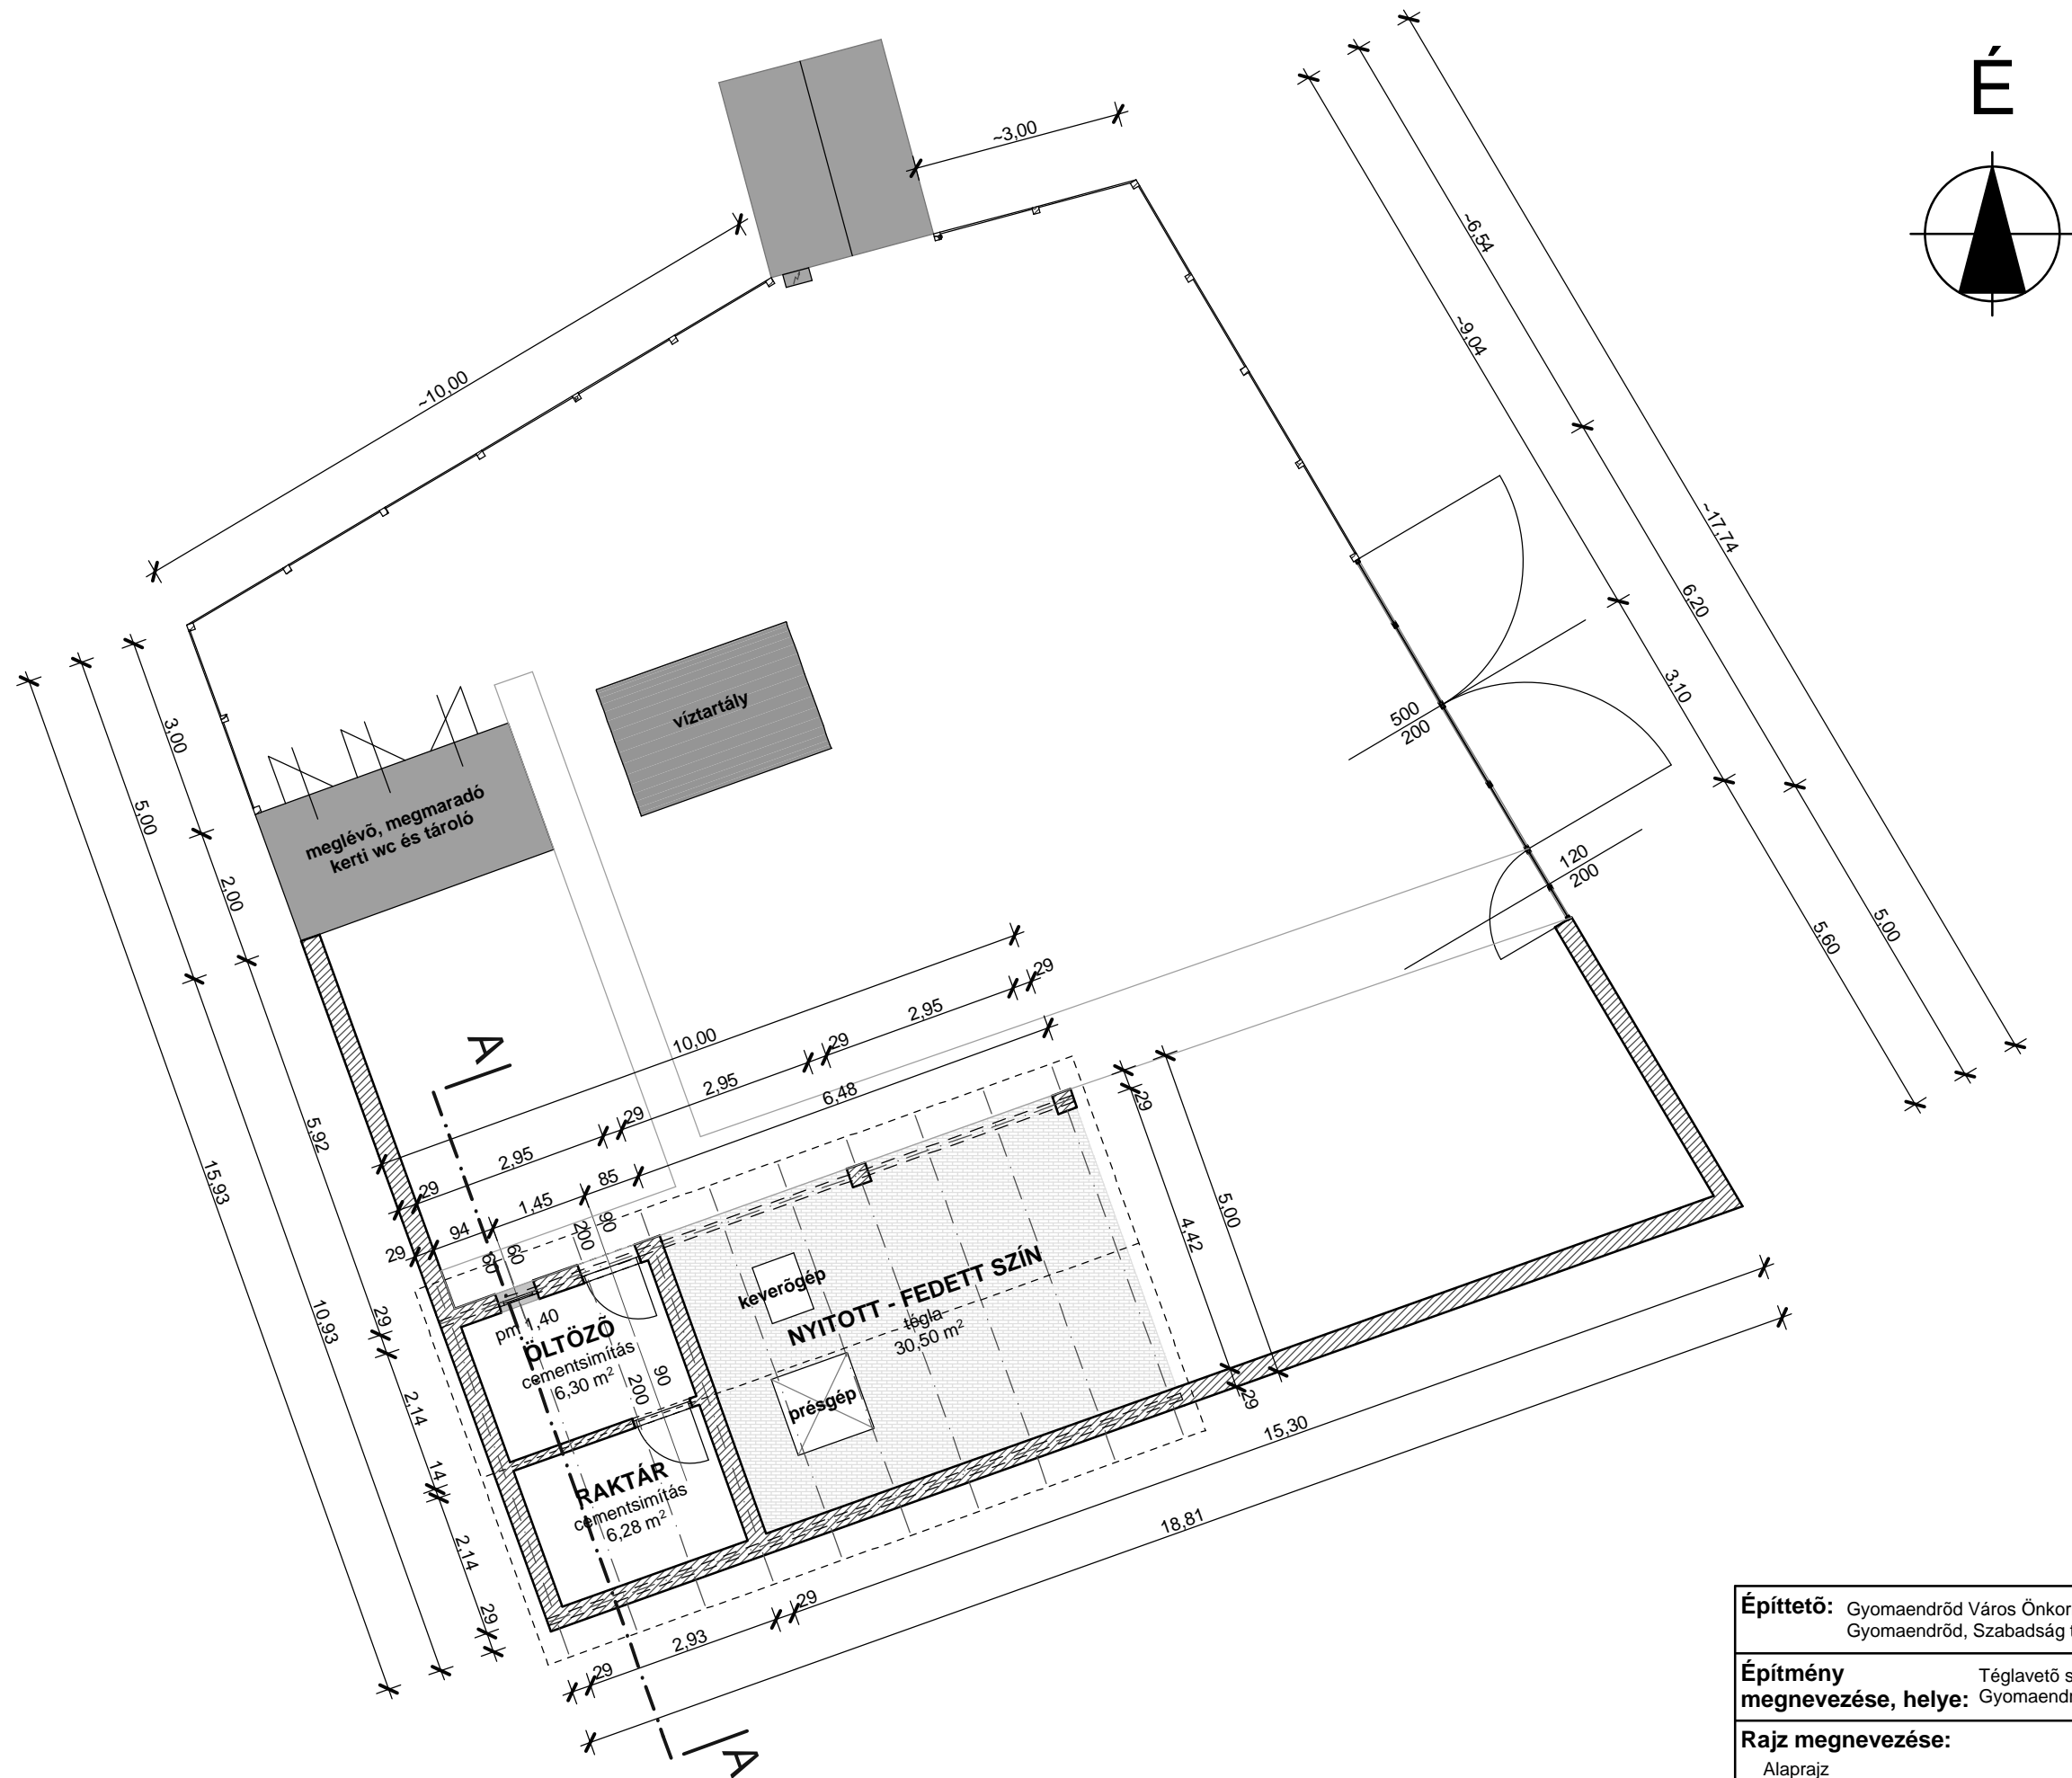 É
~3,00
~10,00
~6,54
~9,04
~17,74
6,20
3,10
5,00
5,60
500
200
120
200
víztartály
meglévõ, megmaradó
kerti wc és tároló
3,00
5,00
2,00
15,93
5,92
10,93
29
2,14
14
2,14
29
A
10,00
29
2,95
29
2,95
29
2,95
29
6,48
29
94
1,45
85
60
60
200
90
29
4,42
5,00
29
pm 1,40
ÖLTÖZÕ
cementsimítás
6,30 m²
200
90
RAKTÁR
cementsimítás
6,28 m²
keverõgép
NYITOTT - FEDETT SZÍN
tégla
30,50 m²
présgép
15,30
29
2,93
29
18,81
A
Építtetõ: Gyomaendrõd Város Önkor
Gyomaendrõd, Szabadság
Építmény
megnevezése, helye: Téglavetõ s
Gyomaendr
Rajz megnevezése:
Alaprajz